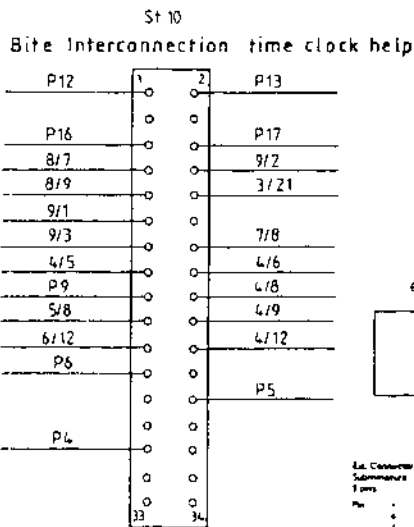 St 10
Bite Interconnection time clock help
1 2
P12 P13
P16 P17
8/7 9/2
8/9 3/21
9/1
9/3 7/8
4/5 4/6
P9 4/8
5/8 4/9
6/12 4/12
P6
P5
P4
33 34